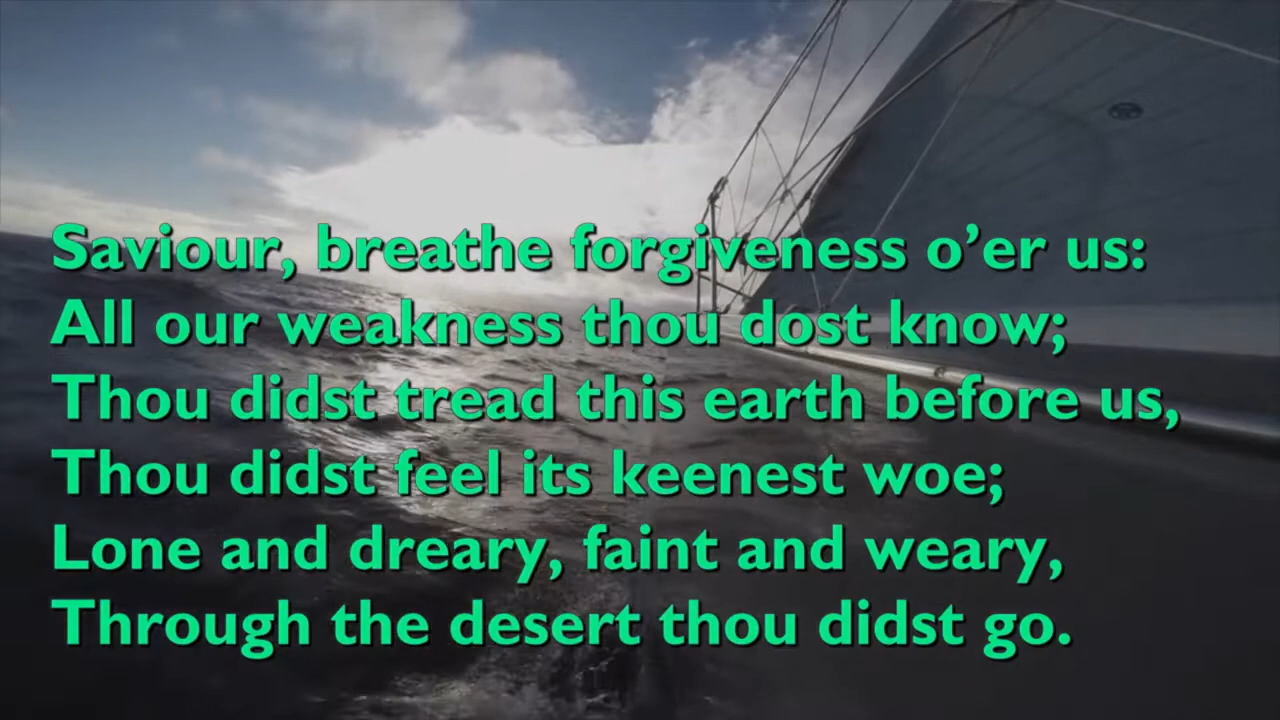 Saviour, breathe forgiveness o’er us:
All our weakness thou dost know;
Thou didst tread this earth before us,
Thou didst feel its keenest woe;
Lone and dreary, faint and weary,
Through the desert thou didst go.